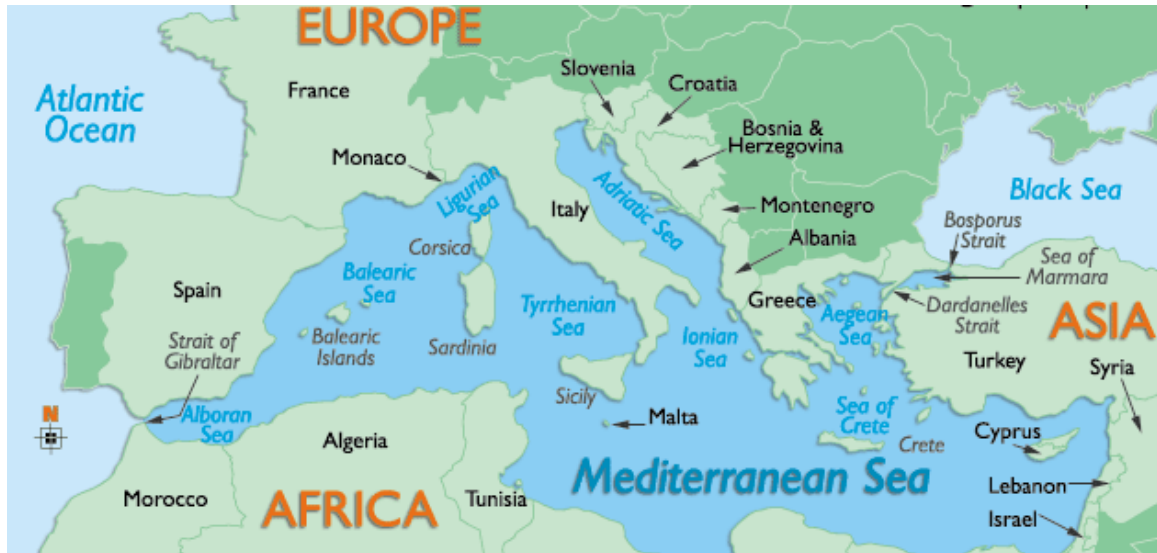 EUROPE
Slovenia
Croatia
France
Atlantic
Ocean
Bosnia &
Herzegovina
Monaco
Ligurian
Sea
Adriatic Sea
Black Sea
Italy
Montenegro
Bosporus
Strait
Corsica
Albania
Sea of
Marmara
Balearic
Sea
Spain
Tyrrhenian
Sea
Greece
Aegean
Sea
Dardanelles
Strait
ASIA
Balearic
Islands
Sardinia
Ionian
Sea
Strait of
Gibraltar
Turkey
Syria
Sicily
N
Alboran
Sea
Malta
Sea of
Crete
Crete
Cyprus
Algeria
Mediterranean Sea
Lebanon
Morocco
AFRICA
Tunisia
Israel